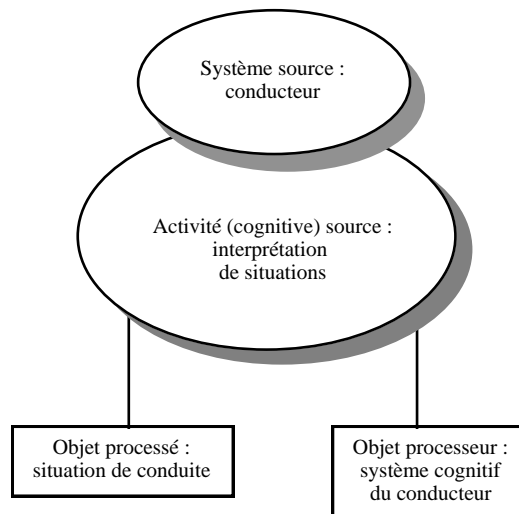 Système source :
conducteur
Activité (cognitive) source :
interprétation
de situations
Objet processé :
situation de conduite
Objet processeur :
système cognitif
du conducteur